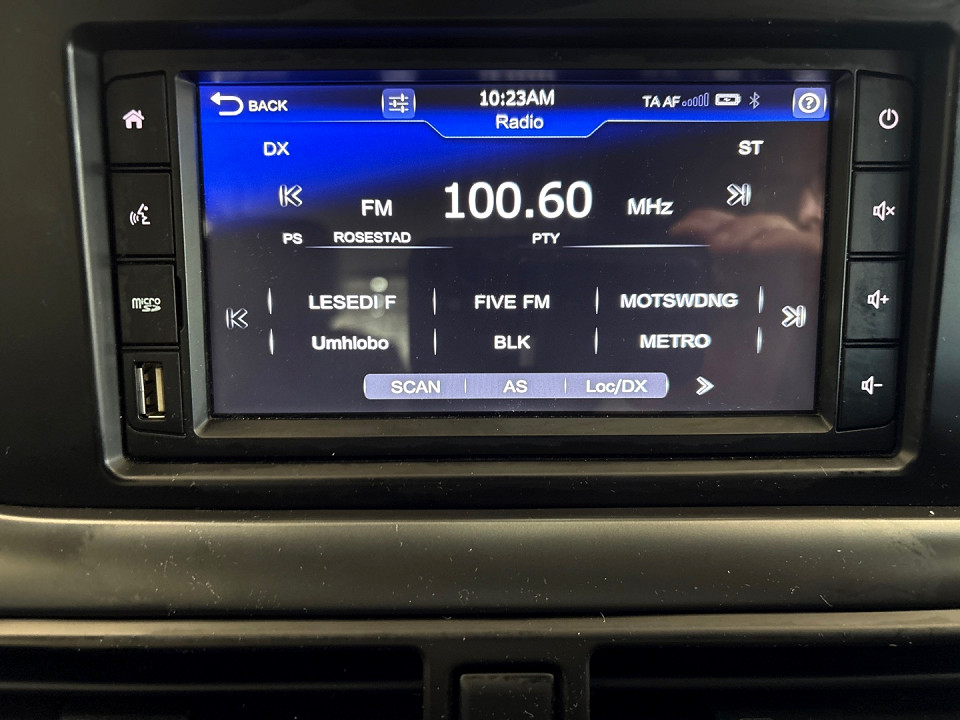 BACK 10:23AM TA AF
Radio
DX ST
FM 100.60 MHz
PS ROSESTAD PTY
LESEDI F FIVE FM MOTSWDNG
Umhlobo BLK METRO
SCAN AS Loc/DX
micro SD